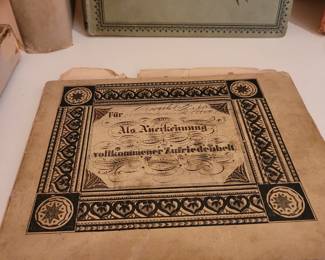 Für
Als Anerkennung
vollkommener Zufriedenheit